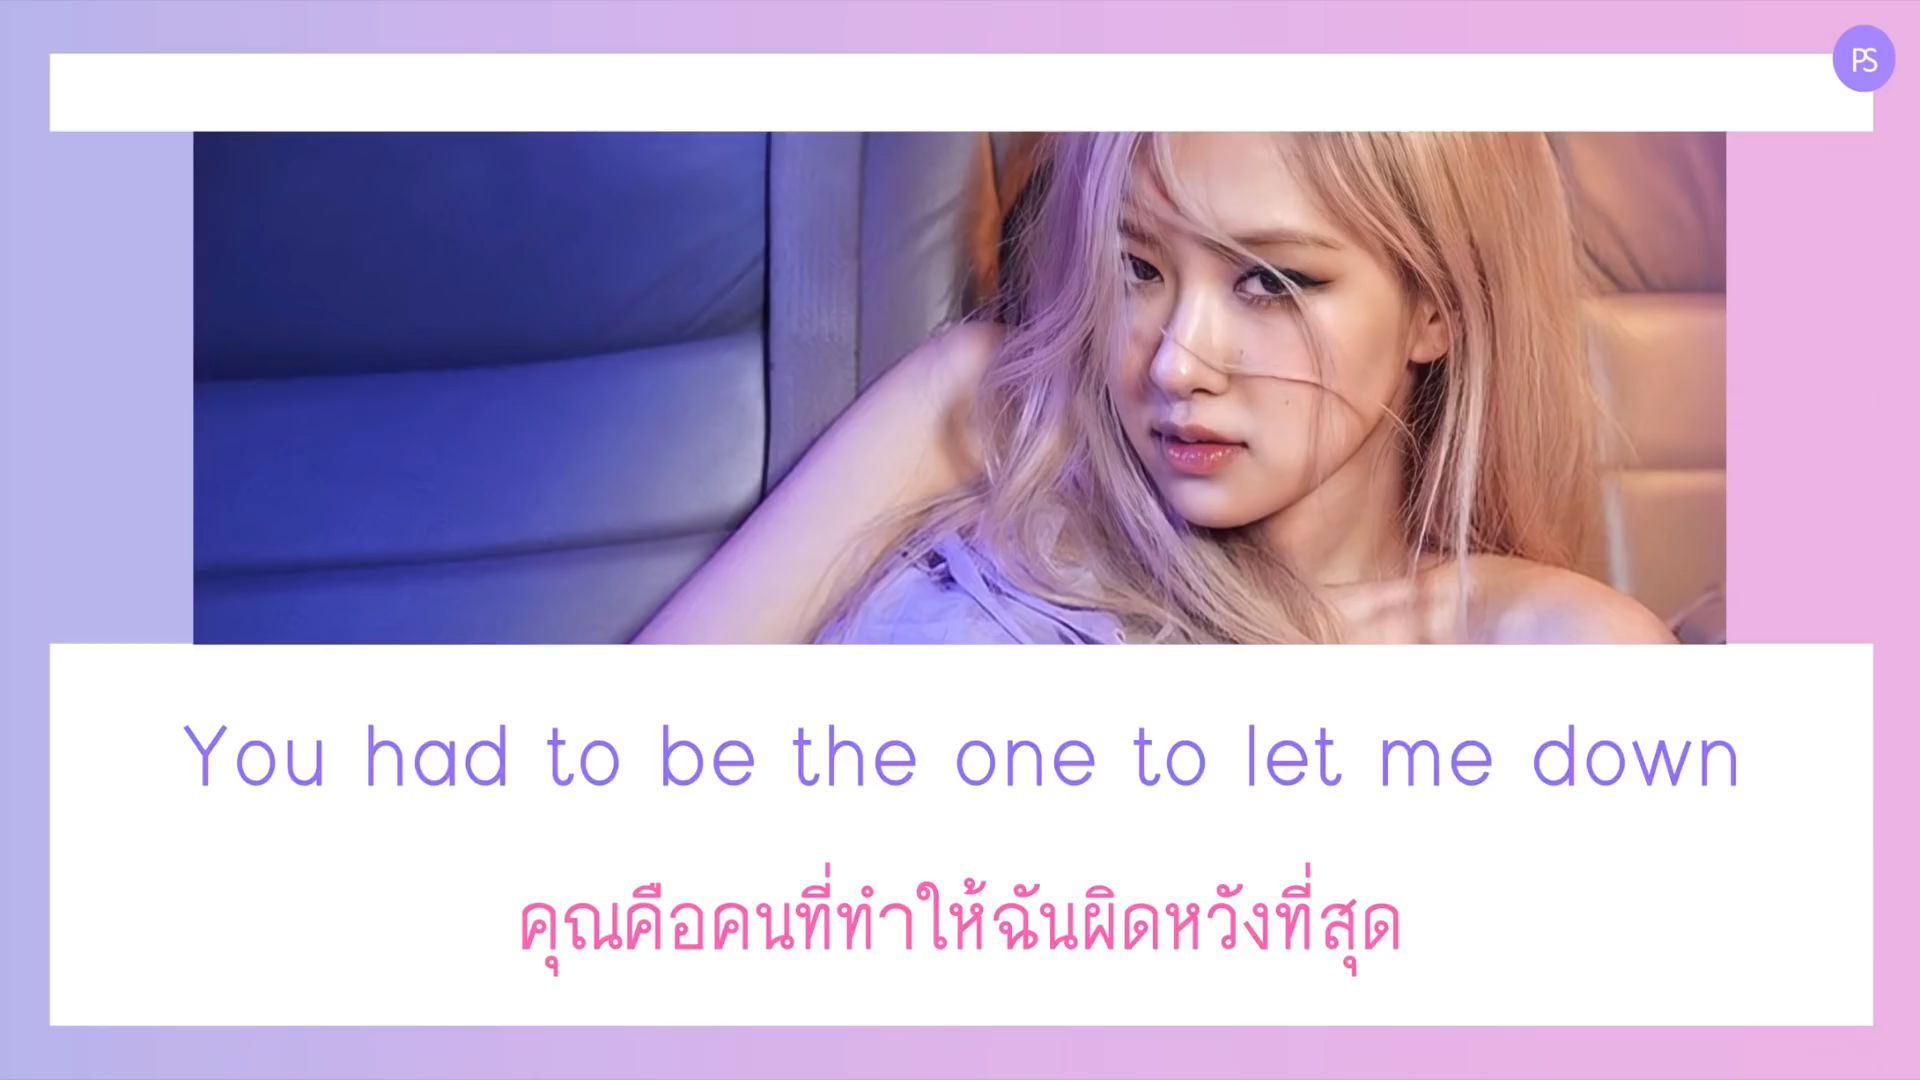 PS
You had to be the one to let me down
คุณคือคนที่ทำให้ฉันผิดหวังที่สุด